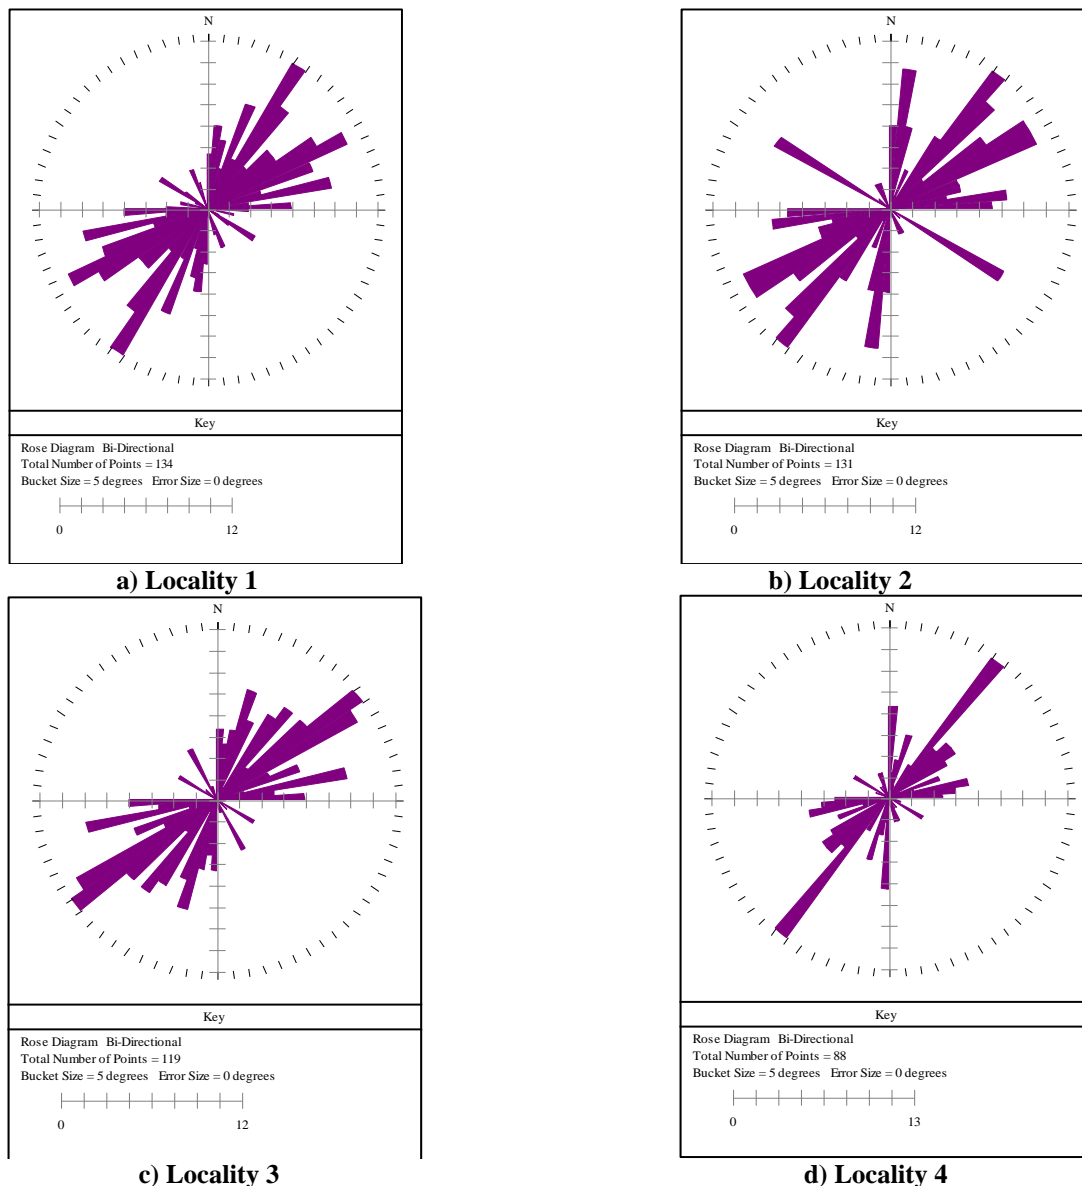 N
Key
Rose Diagram Bi-Directional
Total Number of Points = 134
Bucket Size = 5 degrees Error Size = 0 degrees
0 12
a) Locality 1
N
Key
Rose Diagram Bi-Directional
Total Number of Points = 131
Bucket Size = 5 degrees Error Size = 0 degrees
0 12
b) Locality 2
N
Key
Rose Diagram Bi-Directional
Total Number of Points = 119
Bucket Size = 5 degrees Error Size = 0 degrees
0 12
c) Locality 3
N
Key
Rose Diagram Bi-Directional
Total Number of Points = 88
Bucket Size = 5 degrees Error Size = 0 degrees
0 13
d) Locality 4